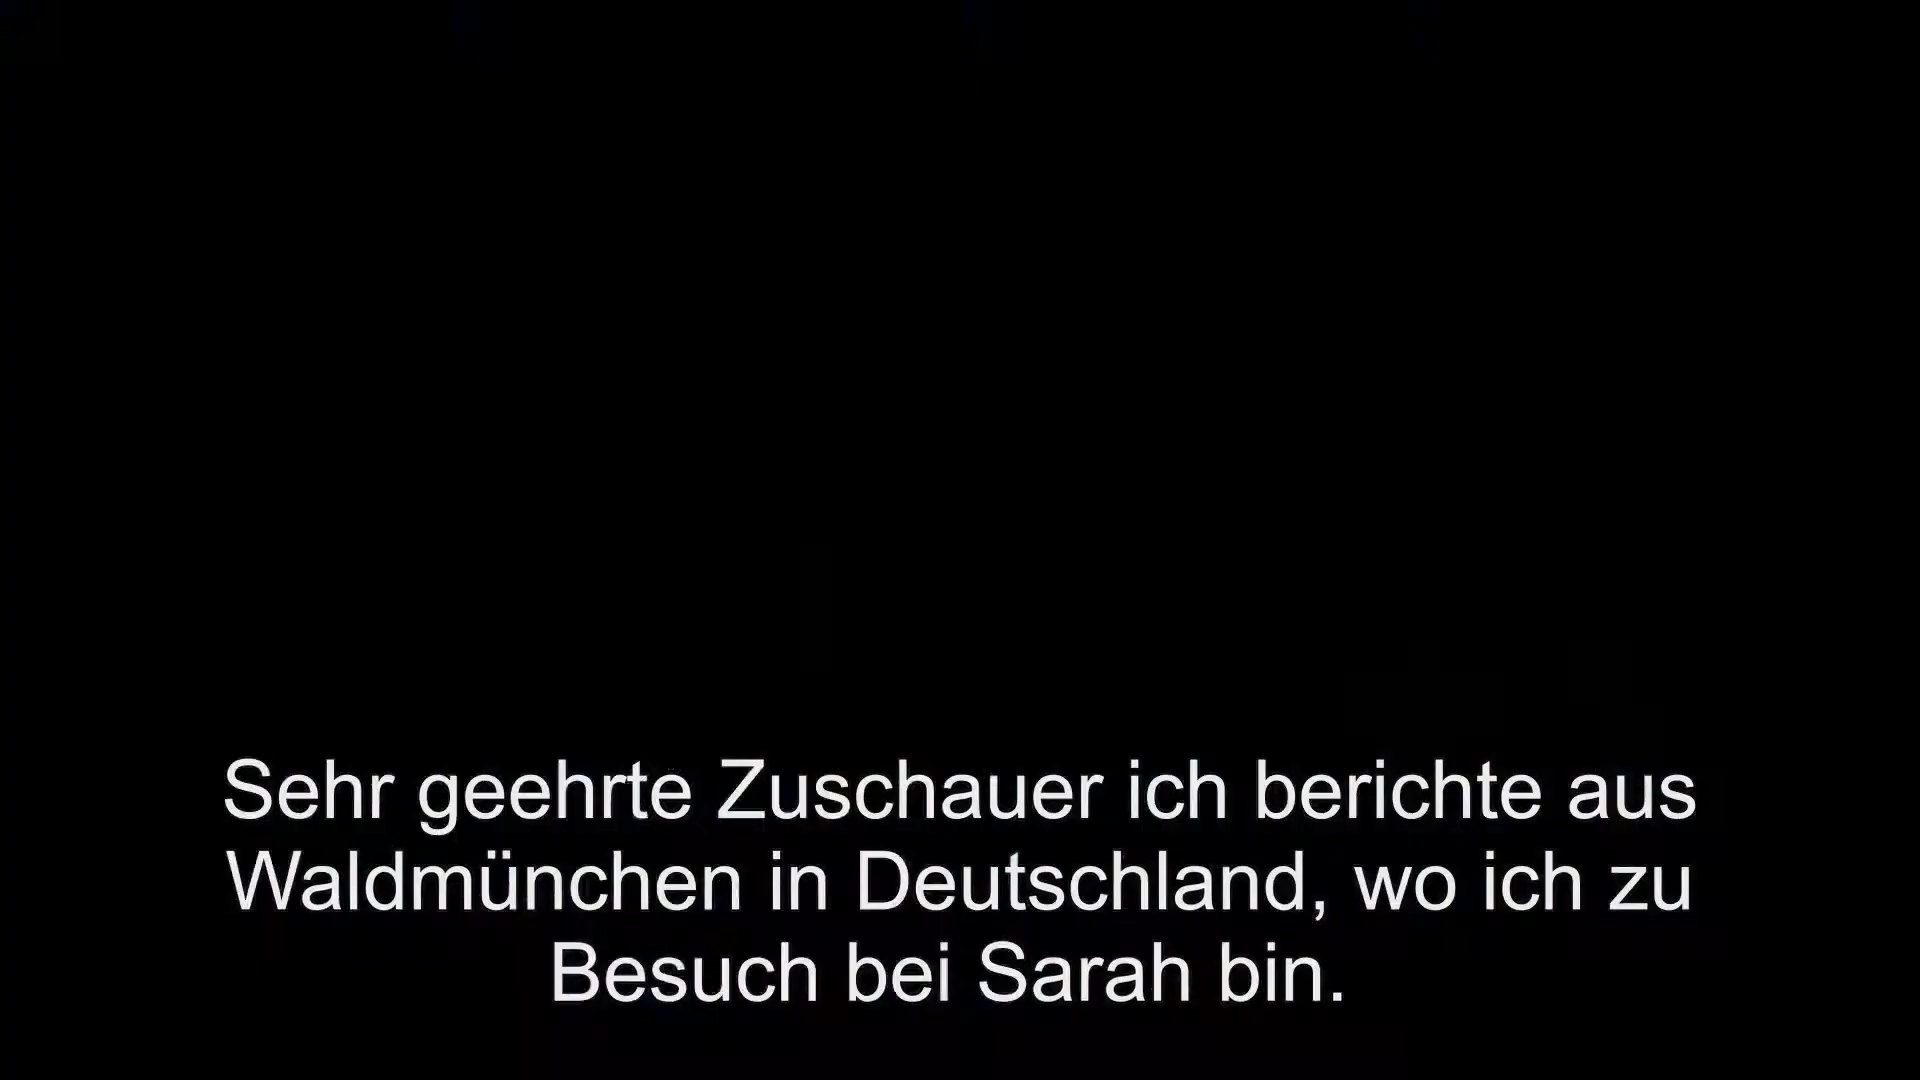 Sehr geehrte Zuschauer ich berichte aus
Waldmünchen in Deutschland, wo ich zu
Besuch bei Sarah bin.